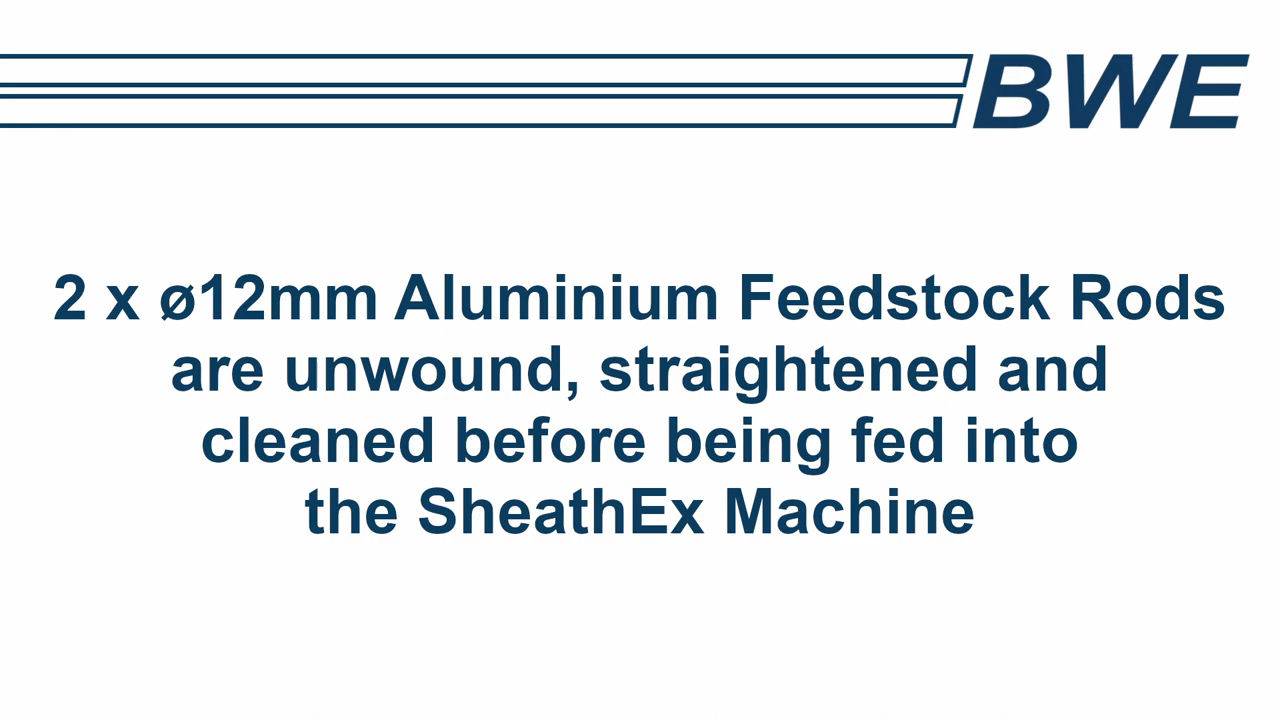 BWE
2 x ø12mm Aluminium Feedstock Rods
are unwound, straightened and
cleaned before being fed into
the SheathEx Machine